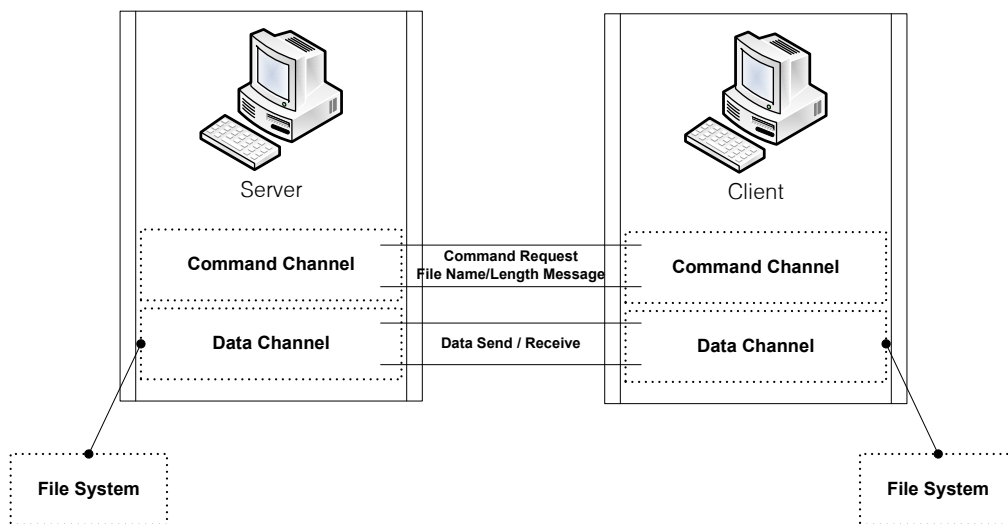 Server
Client
Command Channel
Command Request
File Name/Length Message
Command Channel
Data Channel
Data Send / Receive
Data Channel
File System
File System